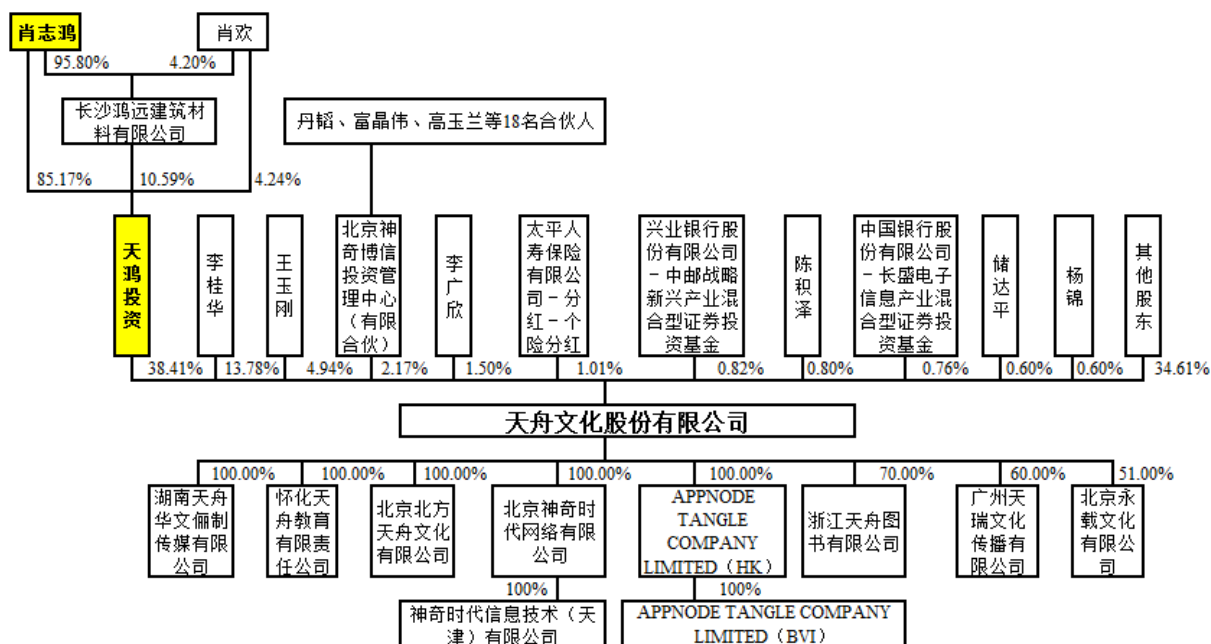 肖志鸿
肖欢
95.80%
4.20%
长沙鸿远建筑材
料有限公司
丹韬、富晶伟、高玉兰等18名合伙人
85.17%
10.59%
4.24%
天鸿投资
李桂华
王玉刚
北京神
奇博信
投资管
理中心
（有限
合伙）
李广欣
太平人
寿保险
有限公
司－分
红－个
险分红
兴业银行股
份有限公司
－中邮战略
新兴产业混
合型证券投
资基金
陈积泽
中国银行股
份有限公司
－长盛电子
信息产业混
合型证券投
资基金
储达平
杨锦
其他股东
38.41%
13.78%
4.94%
2.17%
1.50%
1.01%
0.82%
0.80%
0.76%
0.60%
0.60%
34.61%
天舟文化股份有限公司
100.00%
100.00%
100.00%
100.00%
100.00%
70.00%
60.00%
51.00%
湖南天舟
华文俪制
传媒有限
公司
怀化天
舟教育
有限责
任公司
北京北方
天舟文化
有限公司
北京神奇时
代网络有限
公司
APPNODE
TANGLE
COMPANY
LIMITED（HK）
浙江天舟图
书有限公司
广州天
瑞文化
传播有
限公司
北京永
载文化
有限公
司
100%
100%
神奇时代信息技术（天
津）有限公司
APPNODE TANGLE COMPANY
LIMITED（BVI）